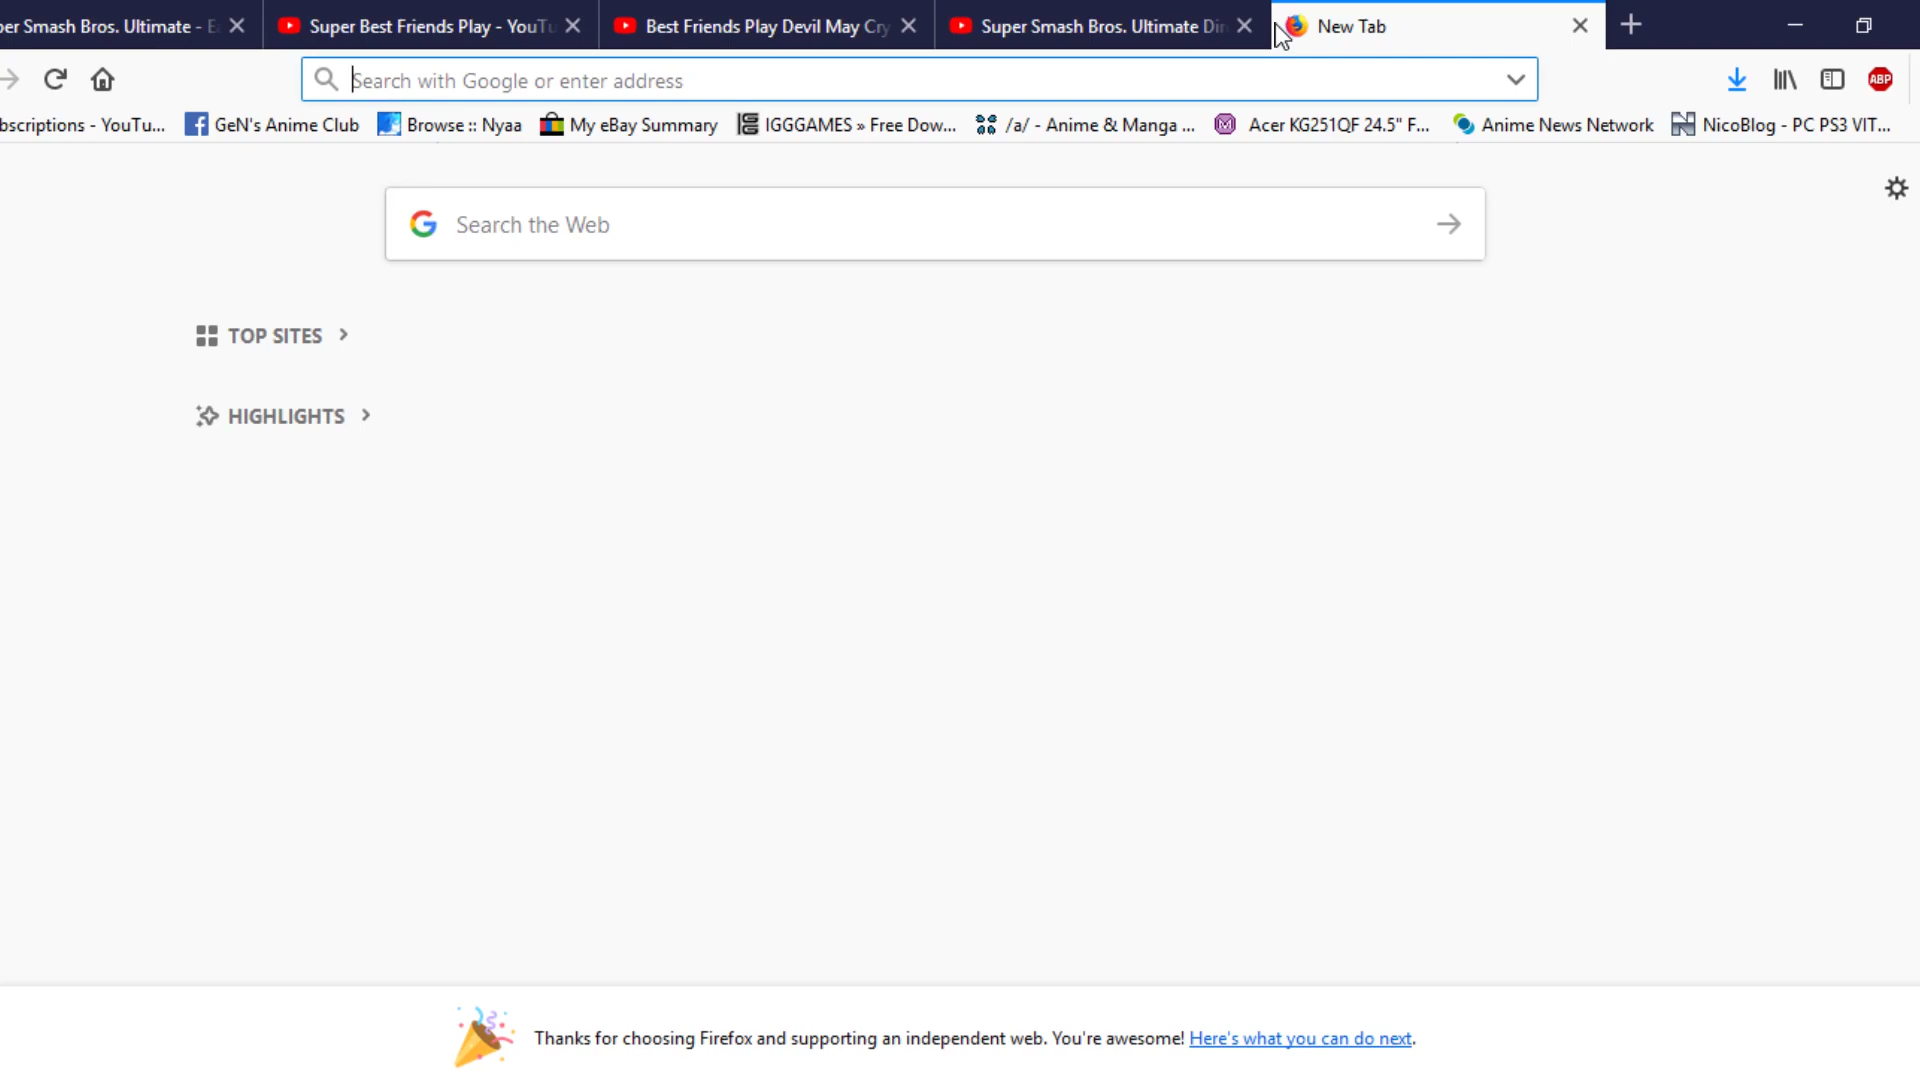 er Smash Bros. Ultimate - E
Super Best Friends Play - YouTu
Best Friends Play Devil May Cry
Super Smash Bros. Ultimate Dir
New Tab
Search with Google or enter address
bscriptions - YouTu...
GeN's Anime Club
Browse :: Nyaa
My eBay Summary
IGGGAMES » Free Dow...
/a/ - Anime & Manga ...
Acer KG251QF 24.5" F...
Anime News Network
NicoBlog - PC PS3 VIT...
ABP
Search the Web
TOP SITES
HIGHLIGHTS
Thanks for choosing Firefox and supporting an independent web. You're awesome! Here's what you can do next.